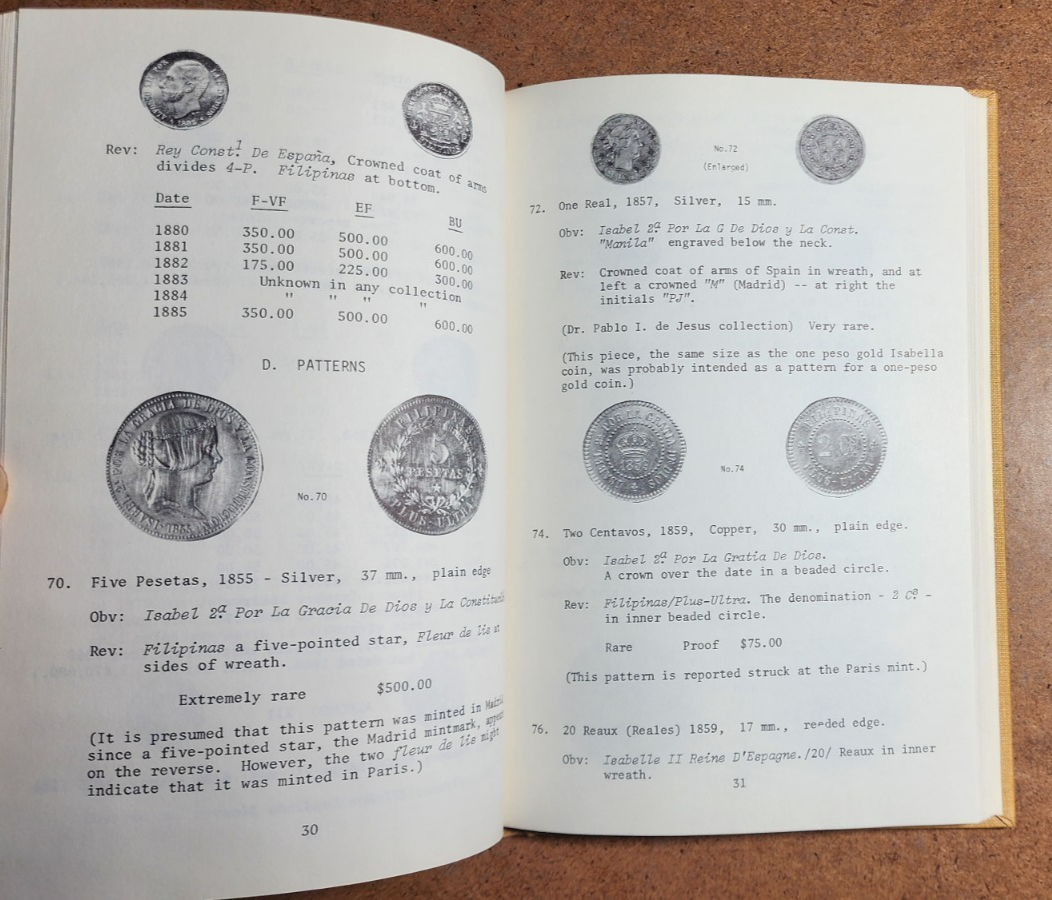 Rev: Rey Constl. De España, Crowned coat of arms
divides 4-P. Filipinas at bottom.
Date F-VF EF BU
1880 350.00 500.00 600.00
1881 350.00 500.00 600.00
1882 175.00 225.00 300.00
1883 Unknown in any collection
1884 " " " "
1885 350.00 500.00 600.00
D. PATTERNS
FILIPINAS
5
PESETAS
PLUS-ULTRA
No.70
70. Five Pesetas, 1855 - Silver, 37 mm., plain edge
Obv: Isabel 2ª Por La Gracia De Dios y La Constitució
Rev: Filipinas a five-pointed star, Fleur de lis at
sides of wreath.
Extremely rare $500.00
(It is presumed that this pattern was minted in Madrid
since a five-pointed star, the Madrid mintmark, appear
on the reverse. However, the two fleur de lis might
indicate that it was minted in Paris.)
30
No.72
(Enlarged)
72. One Real, 1857, Silver, 15 mm.
Obv: Isabel 2ª Por La G De Dios y La Const.
"Manila" engraved below the neck.
Rev: Crowned coat of arms of Spain in wreath, and at
left a crowned "M" (Madrid) -- at right the
initials "PJ".
(Dr. Pablo I. de Jesus collection) Very rare.
(This piece, the same size as the one peso gold Isabella
coin, was probably intended as a pattern for a one-peso
gold coin.)
No.74
74. Two Centavos, 1859, Copper, 30 mm., plain edge.
Obv: Isabel 2ª Por La Gratia De Dios.
A crown over the date in a beaded circle.
Rev: Filipinas/Plus-Ultra. The denomination - 2 Cs -
in inner beaded circle.
Rare Proof $75.00
(This pattern is reported struck at the Paris mint.)
76. 20 Reaux (Reales) 1859, 17 mm., reeded edge.
Obv: Isabelle II Reine D'Espagne./20/ Reaux in inner
wreath.
31